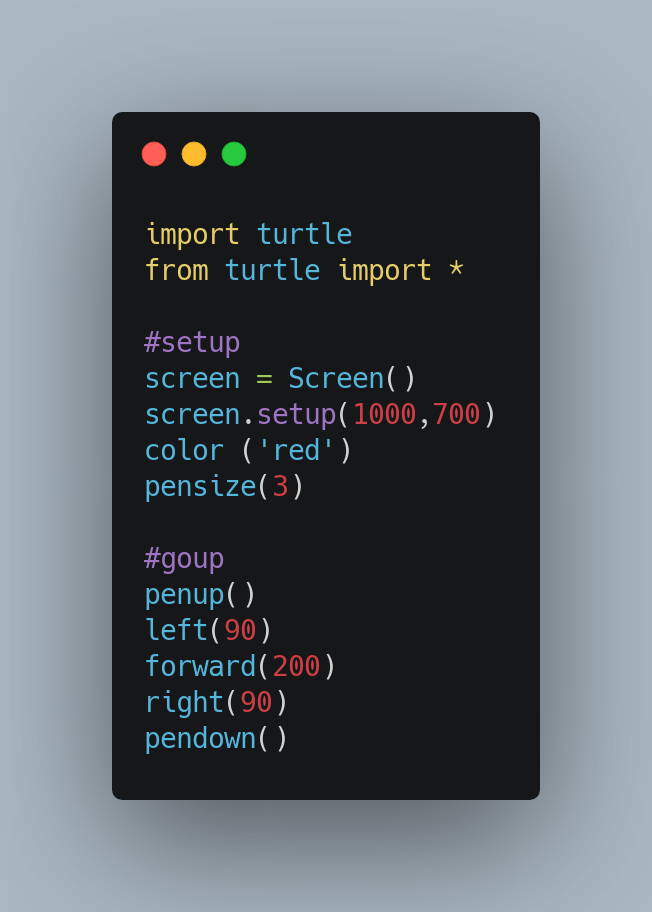 import turtle
from turtle import *
#setup
screen = Screen()
screen.setup(1000,700)
color ('red')
pensize(3)
#goup
penup()
left(90)
forward(200)
right(90)
pendown()